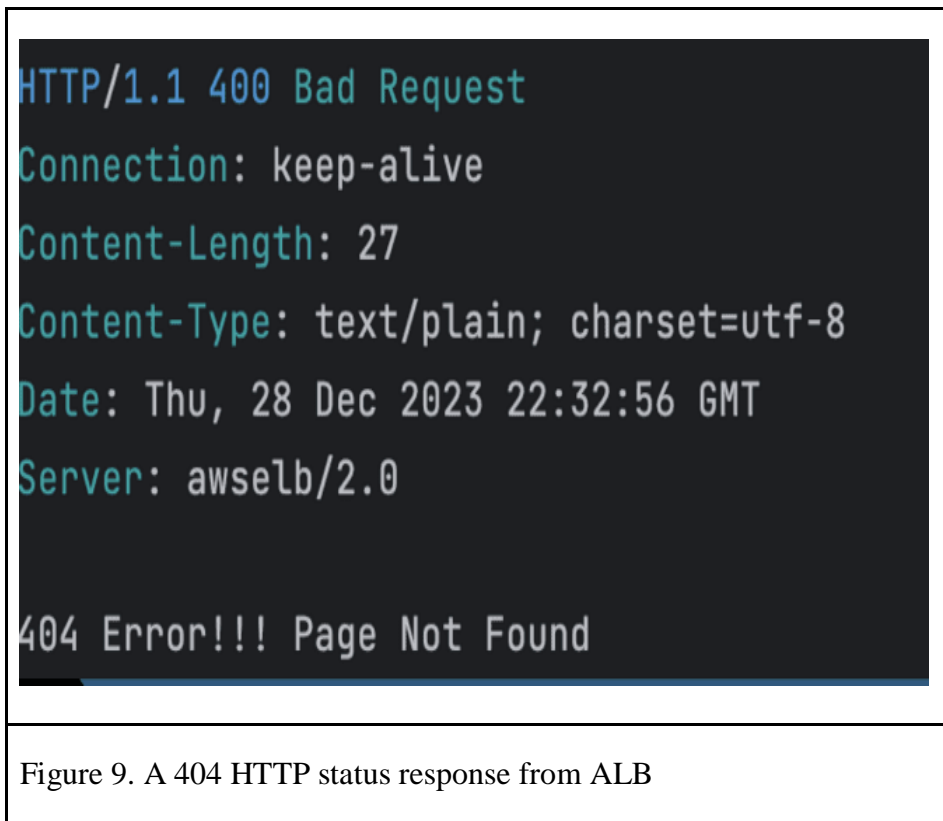 HTTP/1.1 400 Bad Request
Connection: keep-alive
Content-Length: 27
Content-Type: text/plain; charset=utf-8
Date: Thu, 28 Dec 2023 22:32:56 GMT
Server: awselb/2.0
404 Error!!! Page Not Found
Figure 9. A 404 HTTP status response from ALB